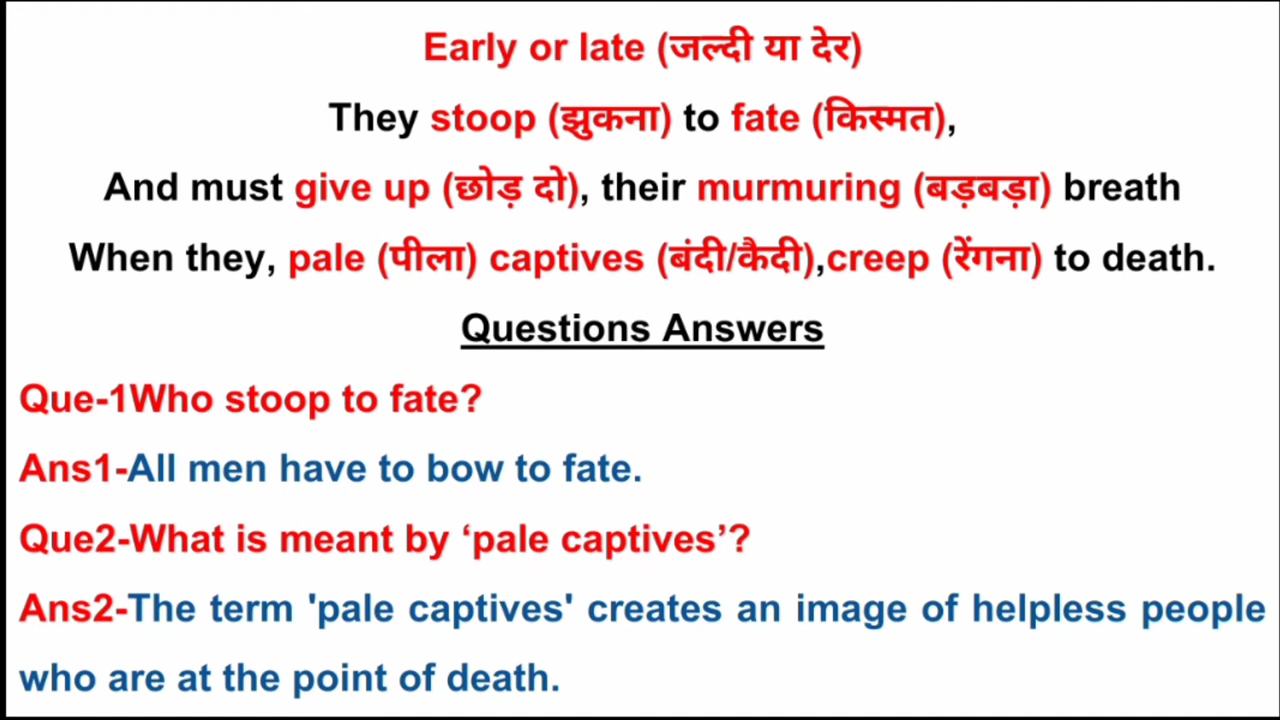 Early or late (जल्दी या देर)
They stoop (झुकना) to fate (किस्मत),
And must give up (छोड़ दो), their murmuring (बड़बड़ा) breath
When they, pale (पीला) captives (बंदी/कैदी),creep (रेंगना) to death.
Questions Answers
Que-1Who stoop to fate?
Ans1-All men have to bow to fate.
Que2-What is meant by ‘pale captives’?
Ans2-The term 'pale captives' creates an image of helpless people
who are at the point of death.